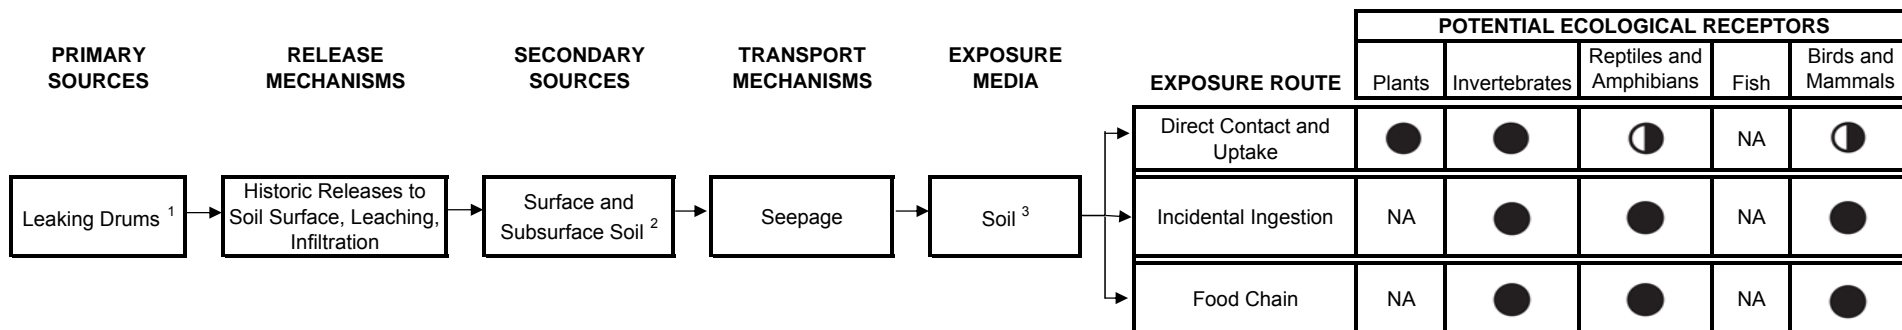 POTENTIAL ECOLOGICAL RECEPTORS
PRIMARY
SOURCES
RELEASE
MECHANISMS
SECONDARY
SOURCES
TRANSPORT
MECHANISMS
EXPOSURE
MEDIA
EXPOSURE ROUTE
Plants
Invertebrates
Reptiles and
Amphibians
Fish
Birds and
Mammals
Leaking Drums 1
Historic Releases to
Soil Surface, Leaching,
Infiltration
Surface and
Subsurface Soil 2
Seepage
Soil 3
Direct Contact and
Uptake
NA
Incidental Ingestion
NA
NA
Food Chain
NA
NA